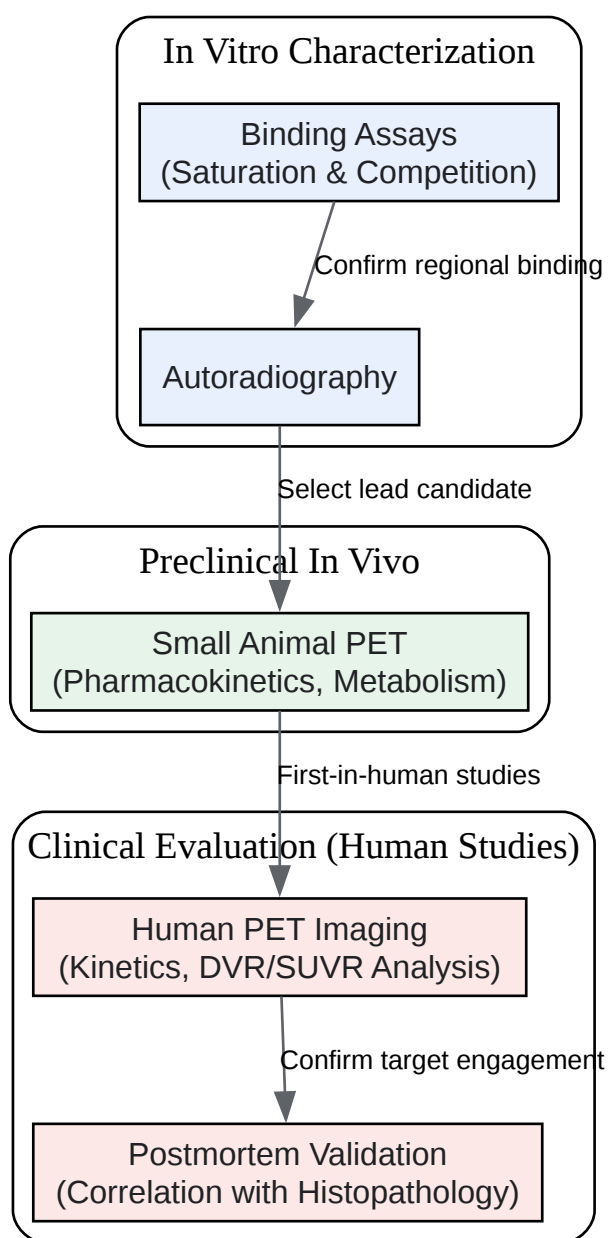 In Vitro Characterization
Binding Assays
(Saturation & Competition)
Confirm regional binding
Autoradiography
Select lead candidate
Preclinical In Vivo
Small Animal PET
(Pharmacokinetics, Metabolism)
First-in-human studies
Clinical Evaluation (Human Studies)
Human PET Imaging
(Kinetics, DVR/SUVR Analysis)
Confirm target engagement
Postmortem Validation
(Correlation with Histopathology)